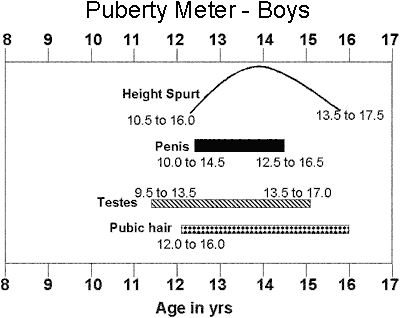 Puberty Meter - Boys
8 9 10 11 12 13 14 15 16 17
Height Spurt
10.5 to 16.0 13.5 to 17.5
Penis
10.0 to 14.5 12.5 to 16.5
9.5 to 13.5 13.5 to 17.0
Testes
Pubic hair
12.0 to 16.0
8 9 10 11 12 13 14 15 16 17
Age in yrs